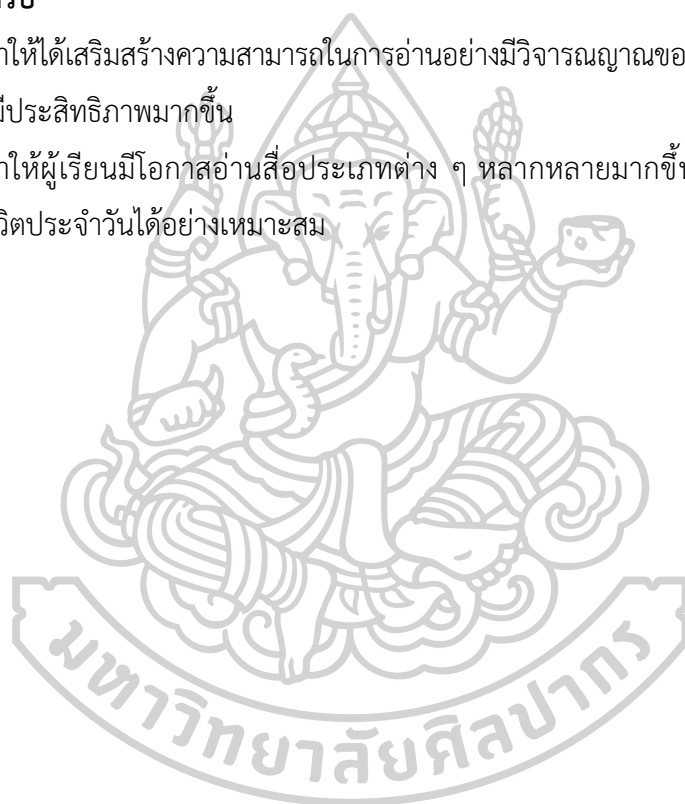 าให้ได้เสริมสร้างความสามารถในการอ่านอย่างมีวิจารณญาณขอ
มีประสิทธิภาพมากขึ้น
าให้ผู้เรียนมีโอกาสอ่านสื่อประเภทต่าง ๆ หลากหลายมากขึ้น
วิตประจำวันได้อย่างเหมาะสม
มหาวิทยาลัยศิลปากร